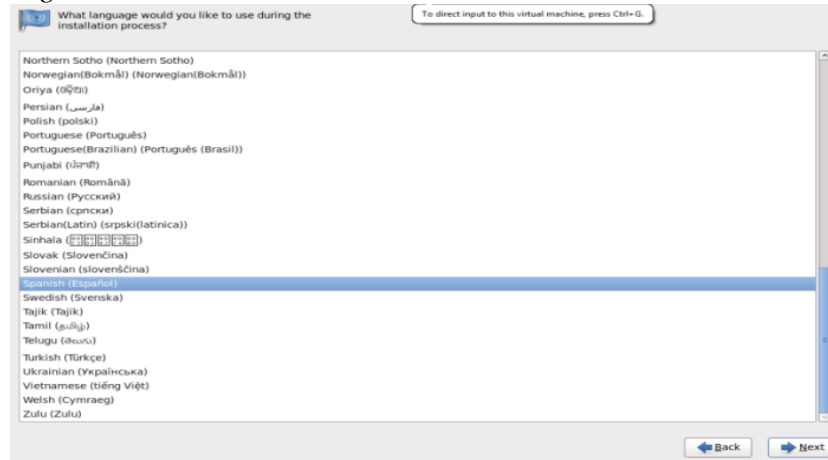 What language would you like to use during the
installation process?
To direct input to this virtual machine, press Ctrl+G.
Northern Sotho (Northern Sotho)
Norwegian(Bokmål) (Norwegian(Bokmål))
Oriya (ଓଡ଼ିଆ)
Persian (فارسی)
Polish (polski)
Portuguese (Português)
Portuguese(Brazilian) (Português (Brasil))
Punjabi (ਪੰਜਾਬੀ)
Romanian (Română)
Russian (Русский)
Serbian (српски)
Serbian(Latin) (srpski(latinica))
Sinhala ()
Slovak (Slovenčina)
Slovenian (slovenščina)
Spanish (Español)
Swedish (Svenska)
Tajik (Tajik)
Tamil (தமிழ்)
Telugu (తెలుగు)
Turkish (Türkçe)
Ukrainian (Українська)
Vietnamese (tiếng Việt)
Welsh (Cymraeg)
Zulu (Zulu)
Back
Next